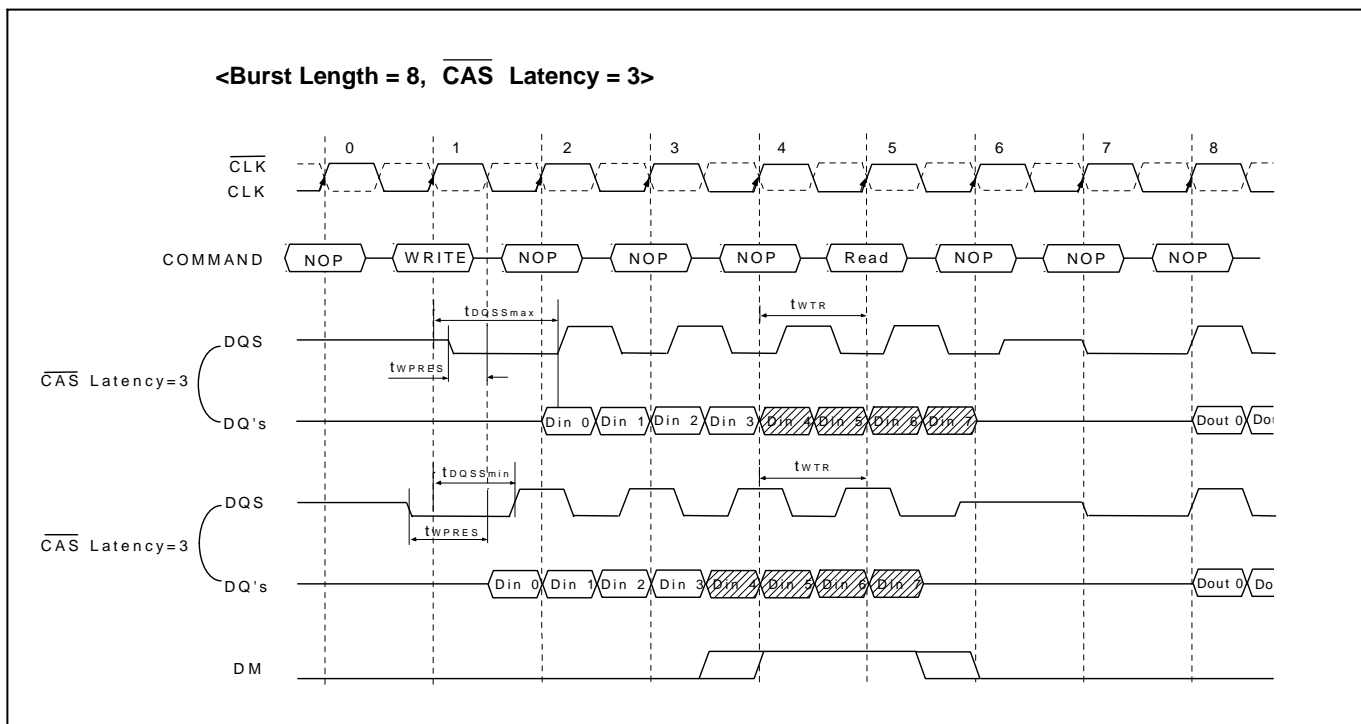 <Burst Length = 8, CAS Latency = 3>
0 1 2 3 4 5 6 7 8
CLK
CLK
COMMAND NOP WRITE NOP NOP NOP Read NOP NOP NOP
tDQSSmax tWTR
DQS
tWPRES
CAS Latency=3
DQ's Din 0 Din 1 Din 2 Din 3 Din 4 Din 5 Din 6 Din 7 Dout 0 Do
tDQSSmin tWTR
DQS
tWPRES
CAS Latency=3
DQ's Din 0 Din 1 Din 2 Din 3 Din 4 Din 5 Din 6 Din 7 Dout 0 Do
DM